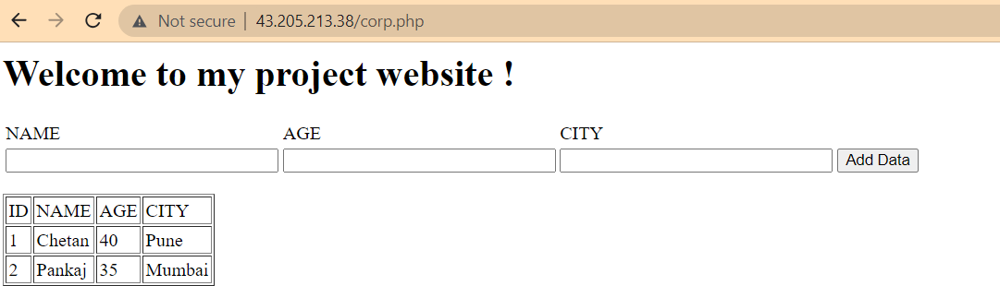 Not secure | 43.205.213.38/corp.php
Welcome to my project website !
NAME AGE CITY
Add Data
ID NAME AGE CITY
1 Chetan 40 Pune
2 Pankaj 35 Mumbai